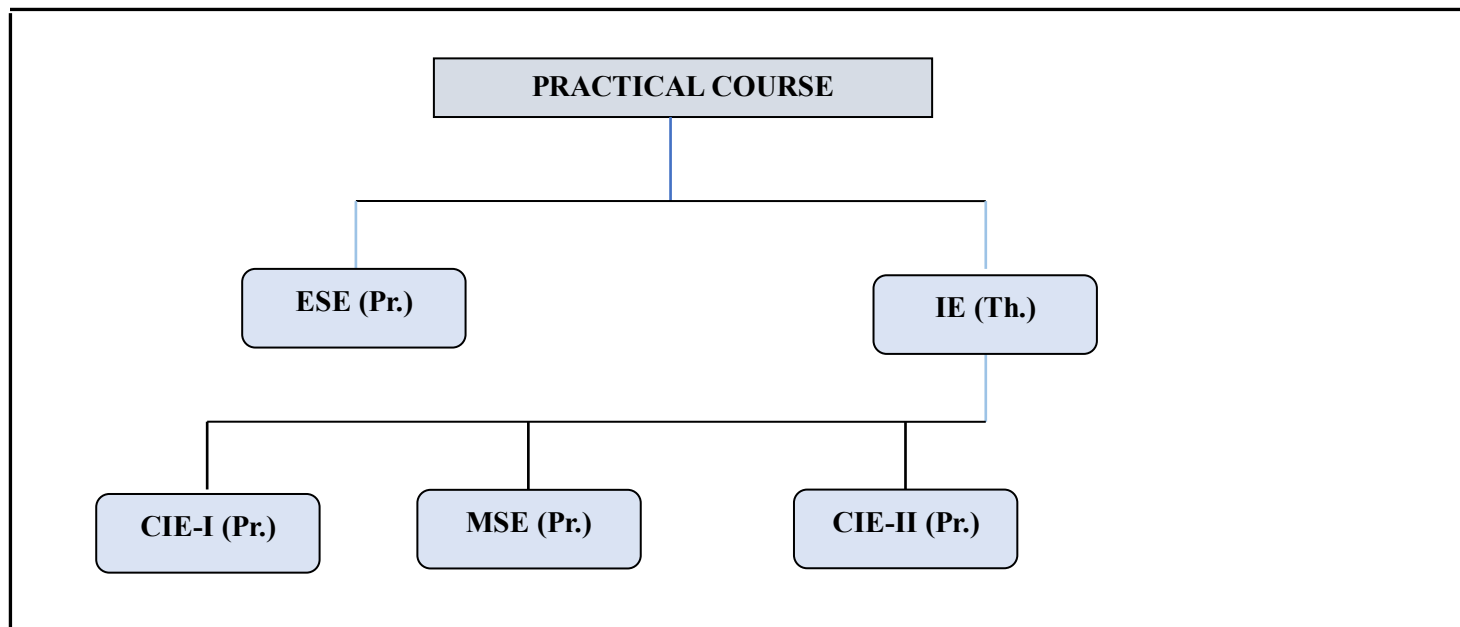 PRACTICAL COURSE
ESE (Pr.)
IE (Th.)
CIE-I (Pr.)
MSE (Pr.)
CIE-II (Pr.)